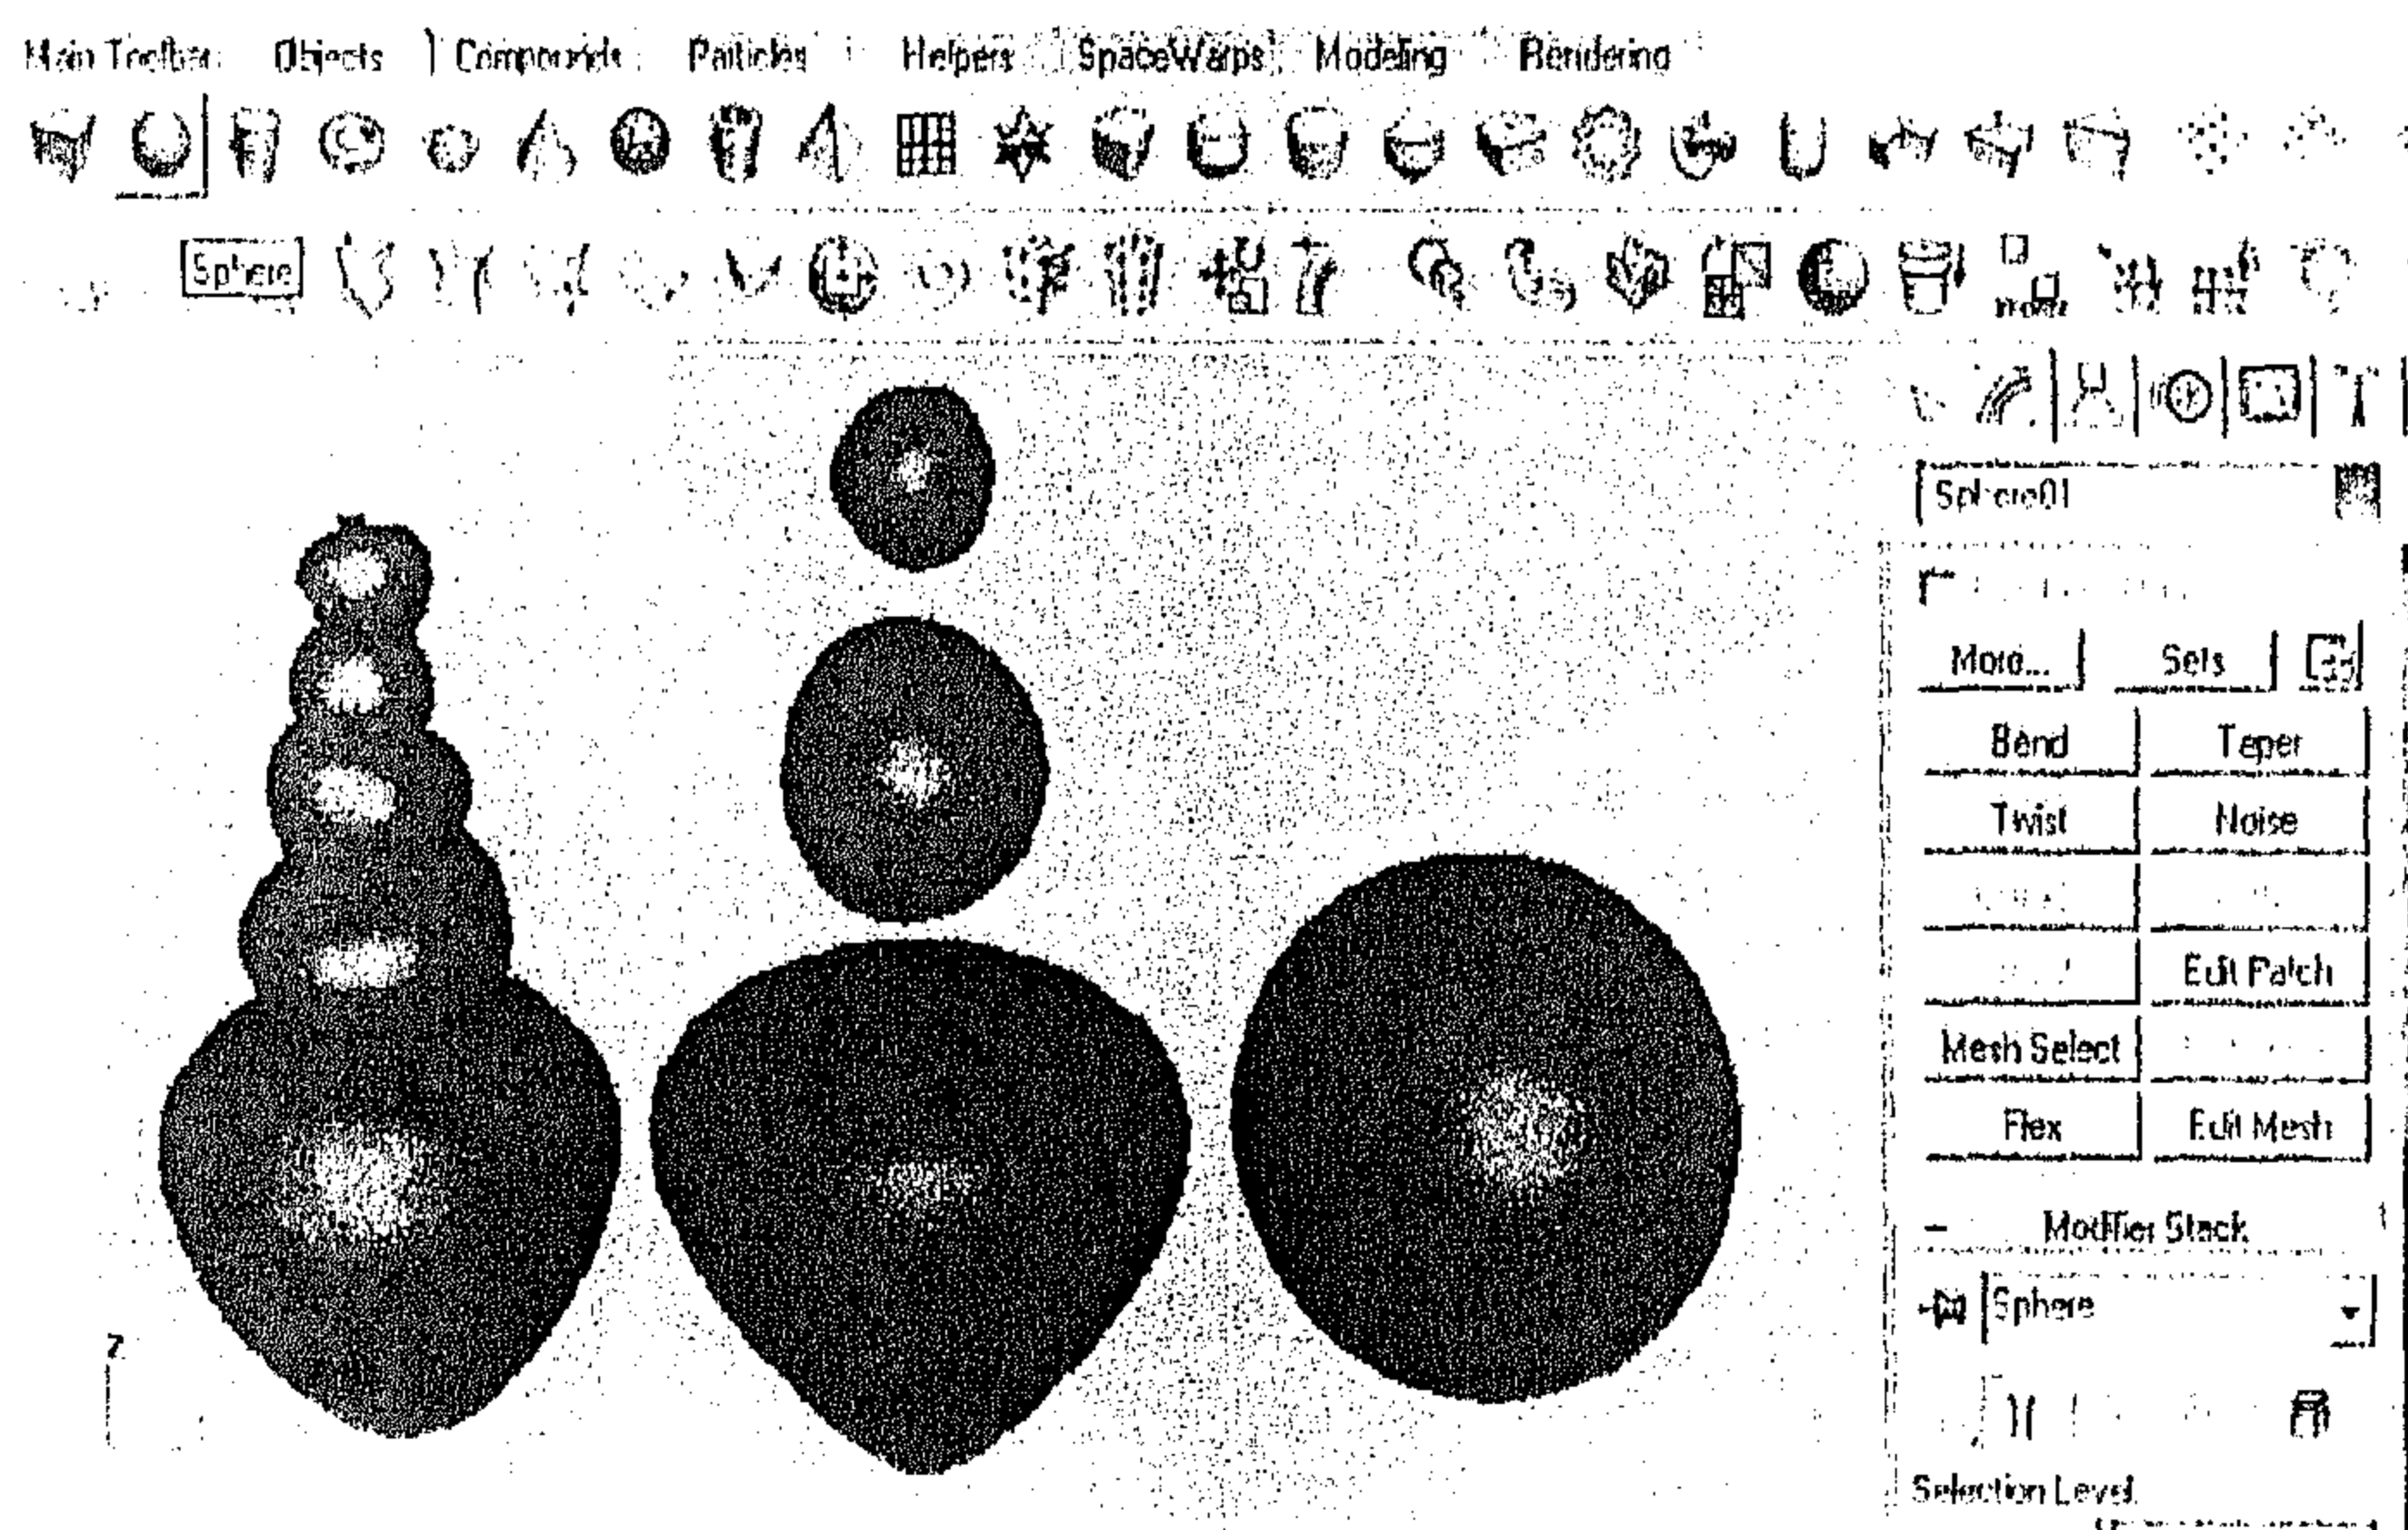 Main Toolbar Objects Compounds Particles Helpers SpaceWarps Modeling Rendering
Sphere
Sphere01
More... Sets
Bend Taper
Twist Noise
Edit Patch
Mesh Select
Flex Edit Mesh
- Modifier Stack
Sphere
Z
Selection Level: